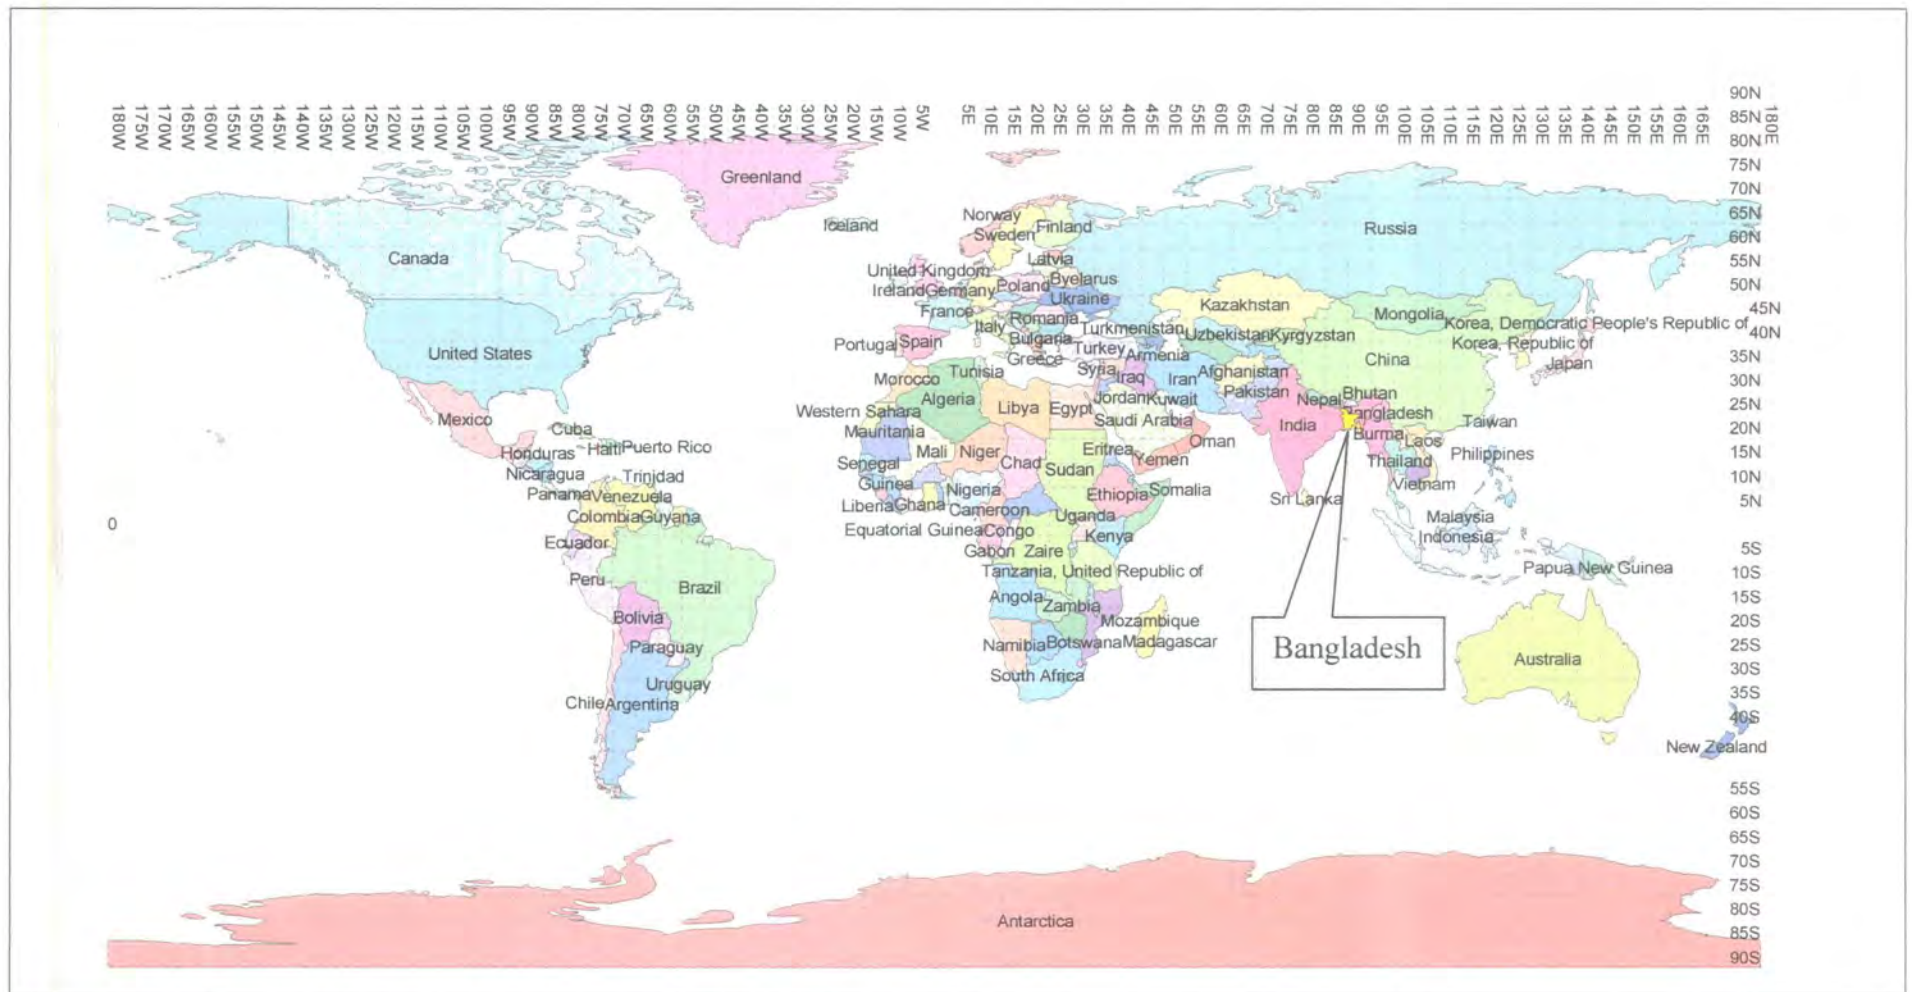 90N
85N
180W 175W 170W 165W 160W 155W 150W 145W 140W 135W 130W 125W 120W 115W 110W 105W 100W 95W 90W 85W 80W 75W 70W 65W 60W 55W 50W 45W 40W 35W 30W 25W 20W 15W 10W 5W 5E 10E 15E 20E 25E 30E 35E 40E 45E 50E 55E 60E 65E 70E 75E 80E 85E 90E 95E 100E 105E 110E 115E 120E 125E 130E 135E 140E 145E 150E 155E 160E 165E 180E
80N
75N
Greenland
70N
Norway
65N
Iceland
Finland
Russia
Sweden
60N
Canada
Latvia
55N
United Kingdom
Byelarus
50N
Ireland
Germany
Poland
Ukraine
Kazakhstan
45N
France
Romania
Mongolia
Italy
Turkmenistan
Korea, Democratic People's Republic of
40N
Bulgaria
Uzbekistan
Kyrgyzstan
Portugal
Spain
Turkey
Korea, Republic of
United States
Greece
Armenia
China
35N
Japan
Tunisia
Syria
Afghanistan
Morocco
Iraq
Iran
30N
Algeria
Jordan
Kuwait
Pakistan
Nepal
Bhutan
25N
Western Sahara
Libya
Egypt
Bangladesh
Mexico
Saudi Arabia
India
Taiwan
20N
Cuba
Mauritania
Burma
Haiti
Puerto Rico
Oman
Laos
Honduras
Mali
Niger
Eritrea
Philippines
15N
Senegal
Chad
Sudan
Yemen
Thailand
Nicaragua
Trinjdad
Guinea
10N
Vietnam
Panama
Venezuela
Nigeria
Ethiopia
Somalia
Sri Lanka
5N
Liberia
Ghana
Cameroon
Colombia
Guyana
Uganda
Malaysia
0
Equatorial Guinea
Congo
Kenya
Indonesia
Ecuador
Gabon
Zaire
5S
Peru
Tanzania, United Republic of
Papua New Guinea
10S
Brazil
Angola
15S
Zambia
Bolivia
Mozambique
20S
Paraguay
Namibia
Botswana
Madagascar
Bangladesh
25S
Australia
30S
South Africa
Uruguay
35S
Chile
Argentina
40S
New Zealand
55S
60S
65S
70S
75S
80S
Antarctica
85S
90S